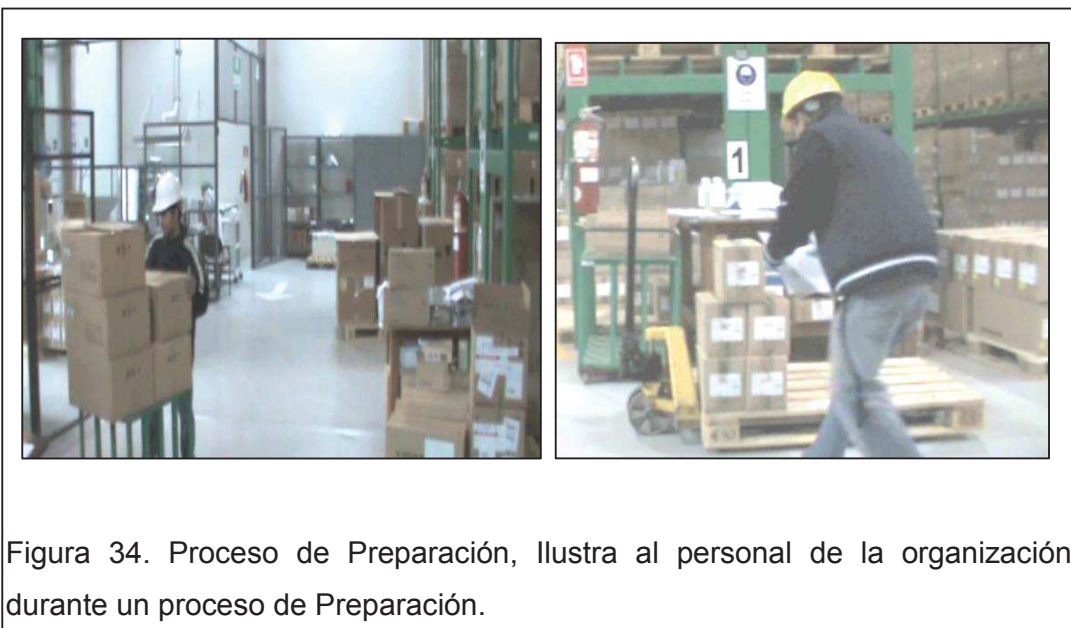 1
Figura 34. Proceso de Preparación, Ilustra al personal de la organización
durante un proceso de Preparación.